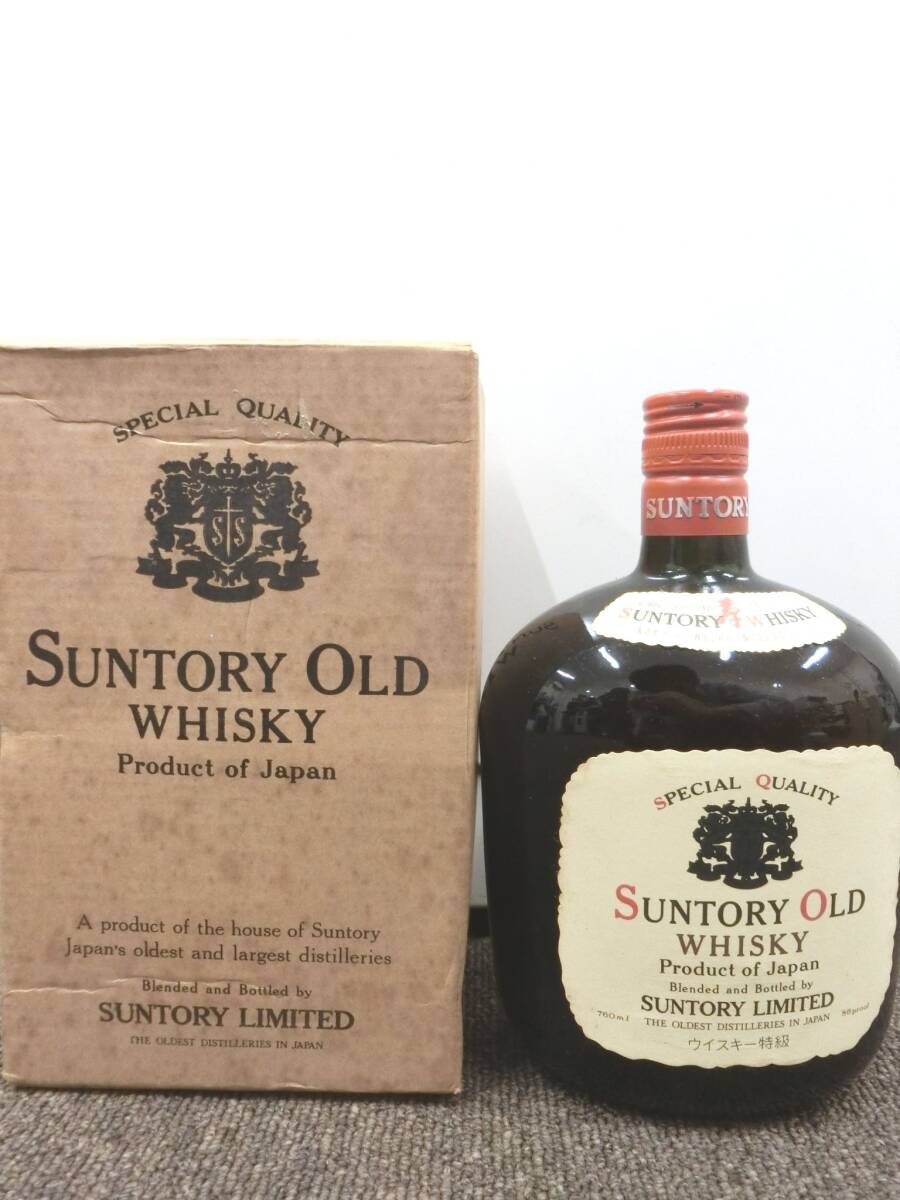 SPECIAL QUALITY
S S
SUNTORY OLD
WHISKY
Product of Japan
A product of the house of Suntory
Japan's oldest and largest distilleries
Blended and Bottled by
SUNTORY LIMITED
THE OLDEST DISTILLERIES IN JAPAN
SUNTORY
SUNTORY 寿 WHISKY
SPECIAL QUALITY
SUNTORY OLD
WHISKY
Product of Japan
Blended and Bottled by
SUNTORY LIMITED
760ml THE OLDEST DISTILLERIES IN JAPAN 86proof
ウイスキー特級